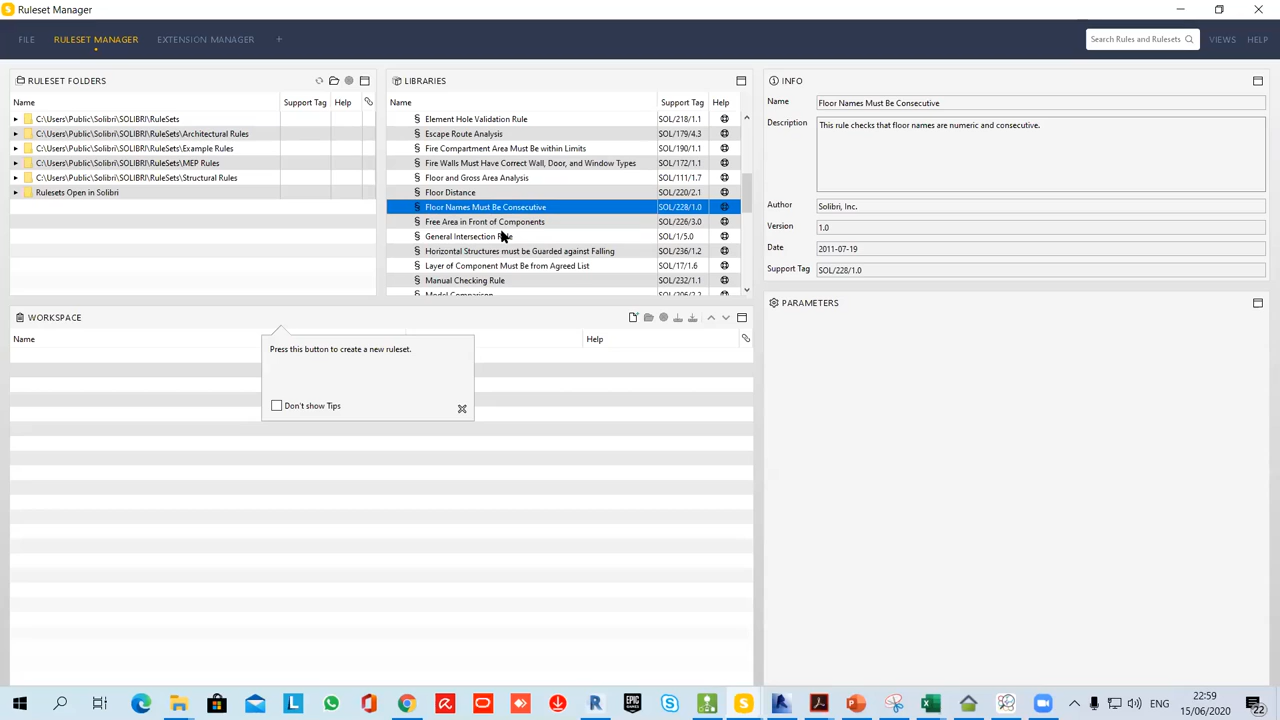 Ruleset Manager
FILE RULESET MANAGER EXTENSION MANAGER +
Search Rules and Rulesets VIEWS HELP
RULESET FOLDERS
Name Support Tag Help
C:\Users\Public\Solibri\SOLIBRI\RuleSets
C:\Users\Public\Solibri\SOLIBRI\RuleSets\Architectural Rules
C:\Users\Public\Solibri\SOLIBRI\RuleSets\Example Rules
C:\Users\Public\Solibri\SOLIBRI\RuleSets\MEP Rules
C:\Users\Public\Solibri\SOLIBRI\RuleSets\Structural Rules
Rulesets Open in Solibri
LIBRARIES
Name Support Tag Help
§ Element Hole Validation Rule SOL/218/1.1
§ Escape Route Analysis SOL/179/4.3
§ Fire Compartment Area Must Be within Limits SOL/190/1.1
§ Fire Walls Must Have Correct Wall, Door, and Window Types SOL/172/1.1
§ Floor and Gross Area Analysis SOL/111/1.7
§ Floor Distance SOL/220/2.1
§ Floor Names Must Be Consecutive SOL/228/1.0
§ Free Area in Front of Components SOL/226/3.0
§ General Intersection Rule SOL/1/5.0
§ Horizontal Structures must be Guarded against Falling SOL/236/1.2
§ Layer of Component Must Be from Agreed List SOL/17/1.6
§ Manual Checking Rule SOL/232/1.1
§ Model Comparison
INFO
Name Floor Names Must Be Consecutive
Description This rule checks that floor names are numeric and consecutive.
Author Solibri, Inc.
Version 1.0
Date 2011-07-19
Support Tag SOL/228/1.0
WORKSPACE
Name Help
Press this button to create a new ruleset.
Don't show Tips
PARAMETERS
ENG
22:59
15/06/2020
22